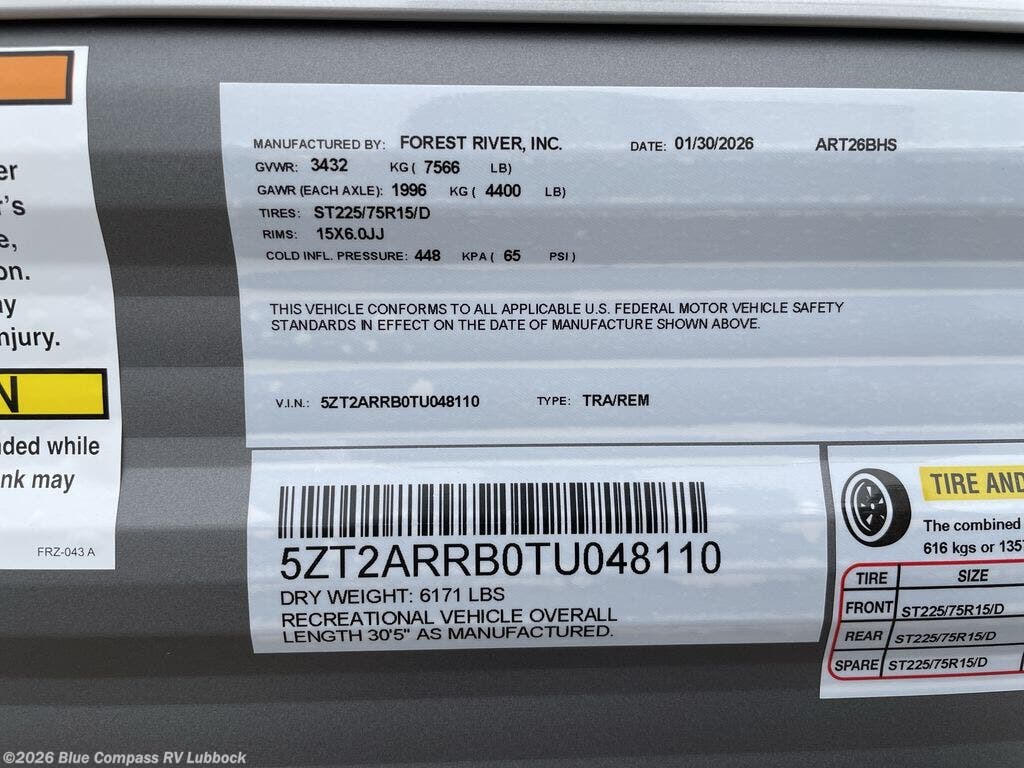 er
r's
e,
on.
ay
njury.
N
ded while
nk may
FRZ-043 A
MANUFACTURED BY: FOREST RIVER, INC. DATE: 01/30/2026 ART26BHS
GVWR: 3432 KG ( 7566 LB)
GAWR (EACH AXLE): 1996 KG ( 4400 LB)
TIRES: ST225/75R15/D
RIMS: 15X6.0JJ
COLD INFL. PRESSURE: 448 KPA ( 65 PSI )
THIS VEHICLE CONFORMS TO ALL APPLICABLE U.S. FEDERAL MOTOR VEHICLE SAFETY
STANDARDS IN EFFECT ON THE DATE OF MANUFACTURE SHOWN ABOVE.
V.I.N.: 5ZT2ARRB0TU048110 TYPE: TRA/REM
5ZT2ARRB0TU048110
DRY WEIGHT: 6171 LBS
RECREATIONAL VEHICLE OVERALL
LENGTH 30'5" AS MANUFACTURED.
TIRE AND
The combined
616 kgs or 135
TIRE SIZE
FRONT ST225/75R15/D
REAR ST225/75R15/D
SPARE ST225/75R15/D
©2026 Blue Compass RV Lubbock